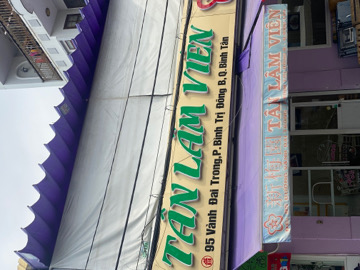 TÂN LÂM VIÊN
95 Vành Đai Trong, P. Bình Trị Đông B, Q. Bình Tân
TÂN LÂM VIÊN